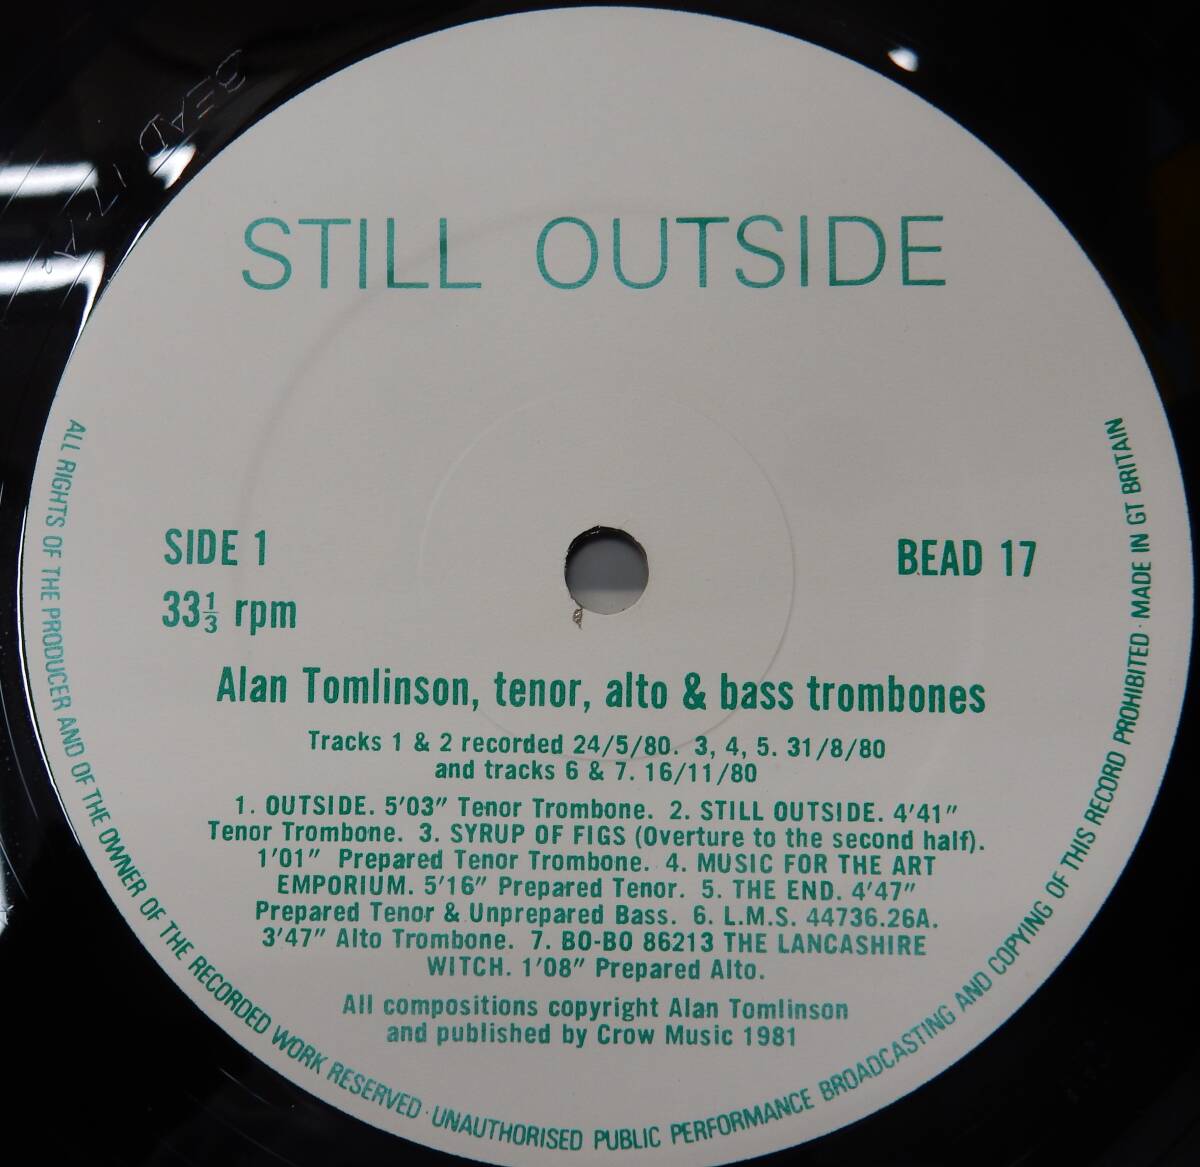 STILL OUTSIDE
SIDE 1
33⅓ rpm
BEAD 17
Alan Tomlinson, tenor, alto & bass trombones
Tracks 1 & 2 recorded 24/5/80. 3, 4, 5. 31/8/80
and tracks 6 & 7. 16/11/80
1. OUTSIDE. 5'03" Tenor Trombone. 2. STILL OUTSIDE. 4'41"
Tenor Trombone. 3. SYRUP OF FIGS (Overture to the second half).
1'01" Prepared Tenor Trombone. 4. MUSIC FOR THE ART
EMPORIUM. 5'16" Prepared Tenor. 5. THE END. 4'47"
Prepared Tenor & Unprepared Bass. 6. L.M.S. 44736.26A.
3'47" Alto Trombone. 7. BO-BO 86213 THE LANCASHIRE
WITCH. 1'08" Prepared Alto.
All compositions copyright Alan Tomlinson
and published by Crow Music 1981
ALL RIGHTS OF THE PRODUCER AND OF THE OWNER OF THE RECORDED WORK RESERVED · UNAUTHORISED PUBLIC PERFORMANCE BROADCASTING AND COPYING OF THIS RECORD PROHIBITED · MADE IN GT BRITAIN
BEAD 17